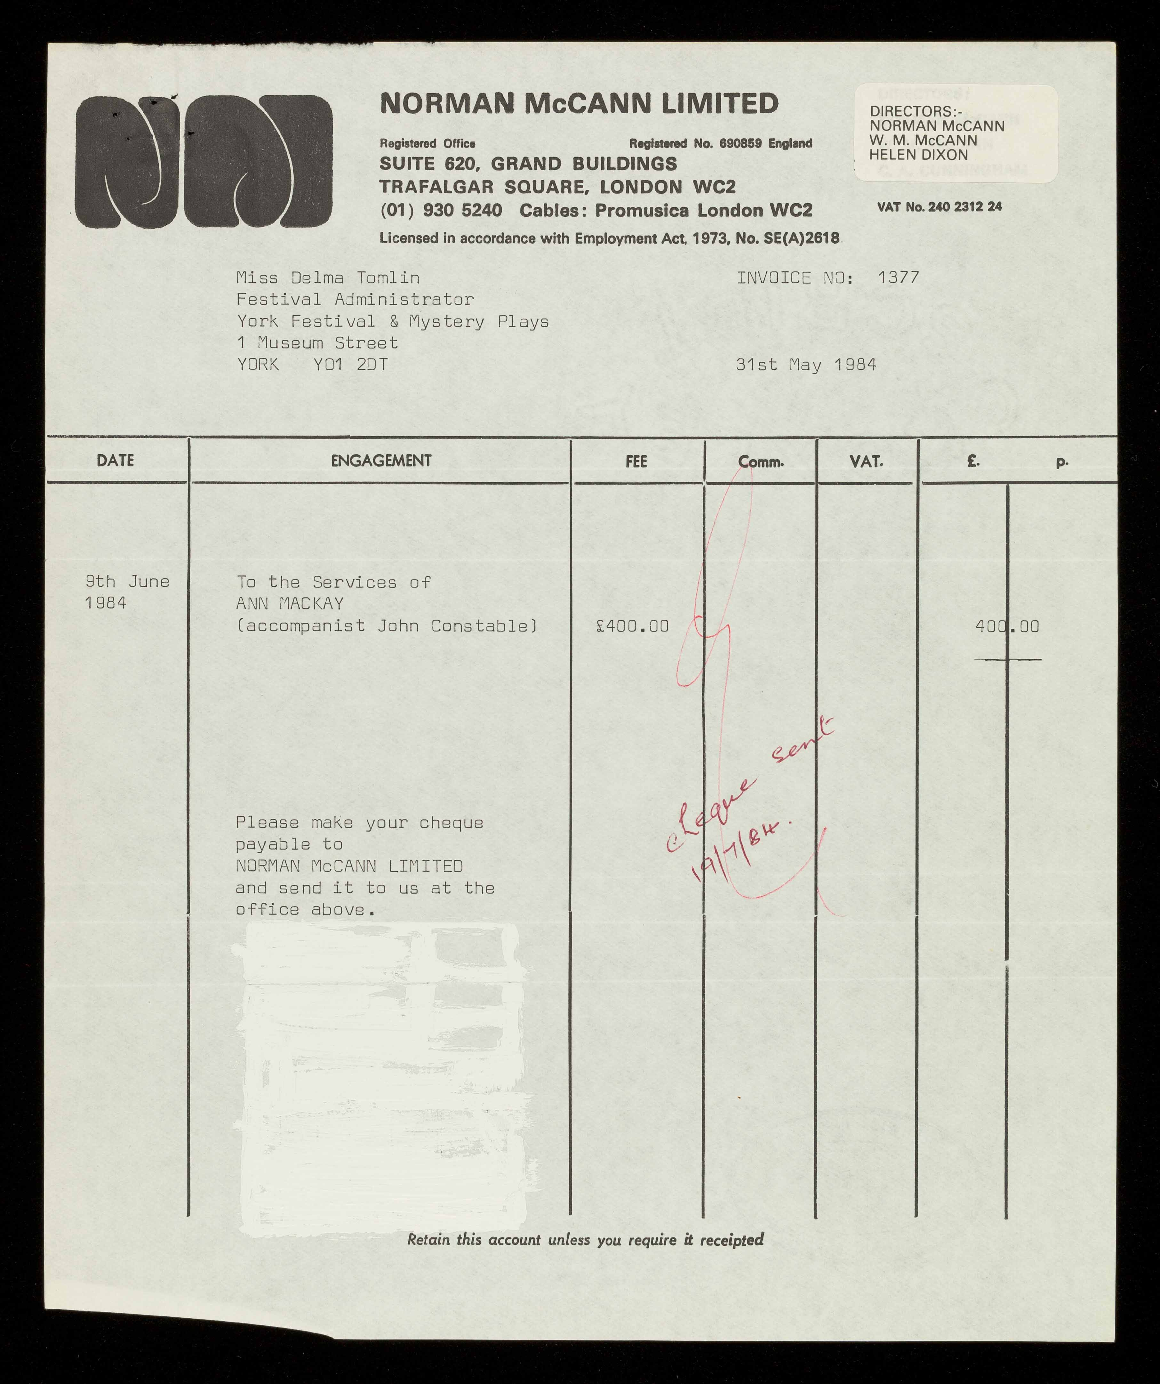 NM
NORMAN McCANN LIMITED
Registered Office Registered No. 690859 England
SUITE 620, GRAND BUILDINGS
TRAFALGAR SQUARE, LONDON WC2
(01) 930 5240 Cables: Promusica London WC2
Licensed in accordance with Employment Act, 1973, No. SE(A)2618
DIRECTORS:-
NORMAN McCANN
W. M. McCANN
HELEN DIXON
VAT No. 240 2312 24
Miss Delma Tomlin
Festival Administrator
York Festival & Mystery Plays
1 Museum Street
YORK YO1 2DT
INVOICE NO: 1377
31st May 1984
DATE ENGAGEMENT FEE Comm. VAT. £. p.
9th June To the Services of
1984 ANN MACKAY
(accompanist John Constable) £400.00 400.00
cheque sent
19/7/84.
Please make your cheque
payable to
NORMAN McCANN LIMITED
and send it to us at the
office above.
Retain this account unless you require it receipted